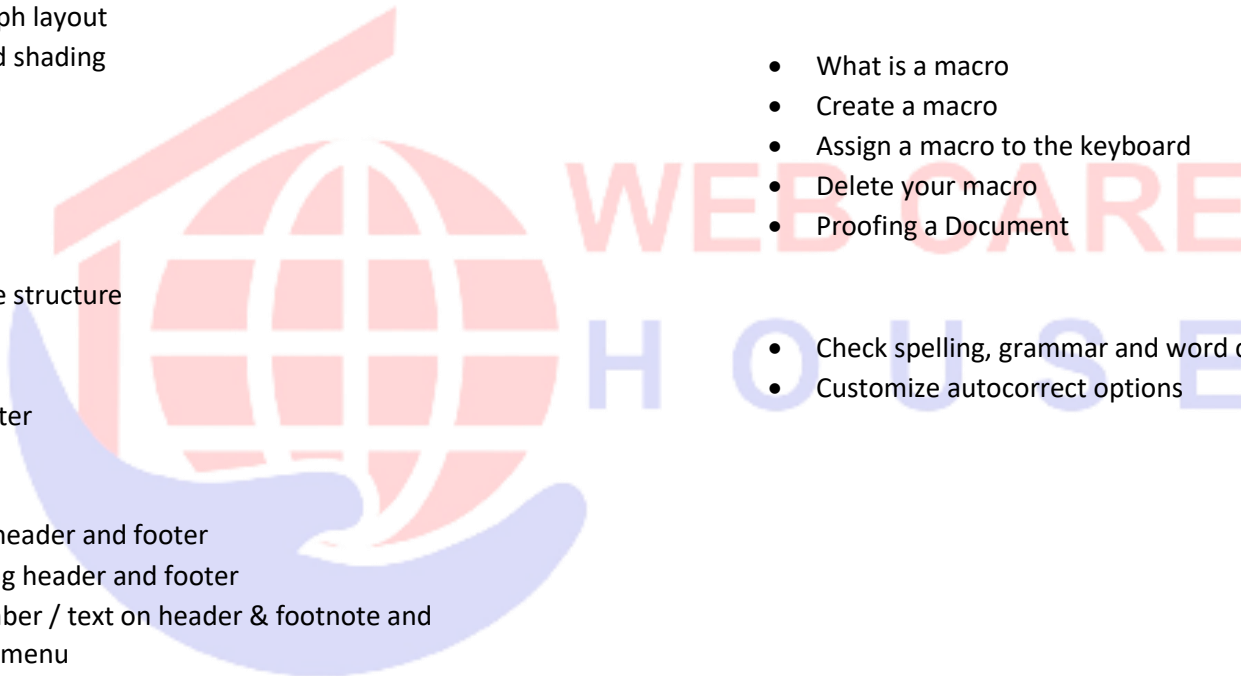 ph layout
d shading
e structure
ter
header and footer
g header and footer
ber / text on header & footnote and
menu
• What is a macro
• Create a macro
• Assign a macro to the keyboard
• Delete your macro
• Proofing a Document
• Check spelling, grammar and word
• Customize autocorrect options
WEB CARE
HOUSE